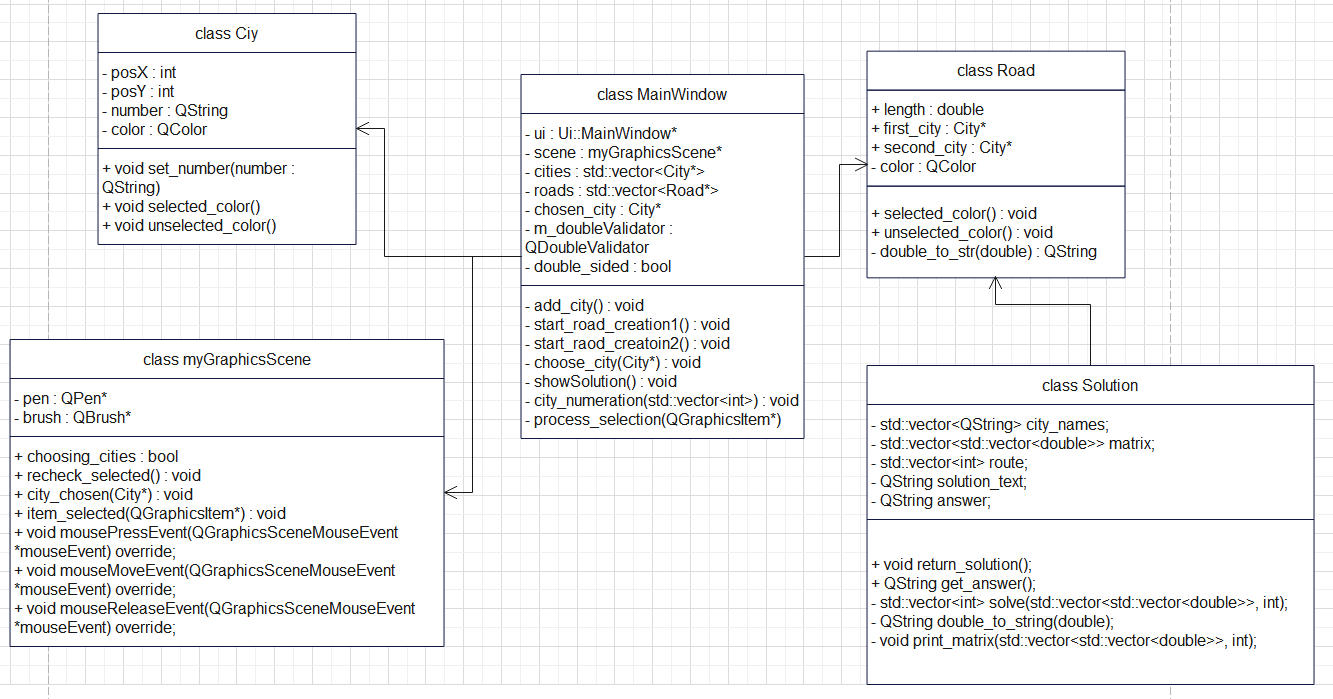 class Ciy
- posX : int
- posY : int
- number : QString
- color : QColor
+ void set_number(number :
QString)
+ void selected_color()
+ void unselected_color()
class myGraphicsScene
- pen : QPen*
- brush : QBrush*
+ choosing_cities : bool
+ recheck_selected() : void
+ city_chosen(City*) : void
+ item_selected(QGraphicsItem*) : void
+ void mousePressEvent(QGraphicsSceneMouseEvent
*mouseEvent) override;
+ void mouseMoveEvent(QGraphicsSceneMouseEvent
*mouseEvent) override;
+ void mouseReleaseEvent(QGraphicsSceneMouseEvent
*mouseEvent) override;
class MainWindow
- ui : Ui::MainWindow*
- scene : myGraphicsScene*
- cities : std::vector<City*>
- roads : std::vector<Road*>
- chosen_city : City*
- m_doubleValidator :
QDoubleValidator
- double_sided : bool
- add_city() : void
- start_road_creation1() : void
- start_raod_creatoin2() : void
- choose_city(City*) : void
- showSolution() : void
- city_numeration(std::vector<int>) : void
- process_selection(QGraphicsItem*)
class Road
+ length : double
+ first_city : City*
+ second_city : City*
- color : QColor
+ selected_color() : void
+ unselected_color() : void
- double_to_str(double) : QString
class Solution
- std::vector<QString> city_names;
- std::vector<std::vector<double>> matrix;
- std::vector<int> route;
- QString solution_text;
- QString answer;
+ void return_solution();
+ QString get_answer();
- std::vector<int> solve(std::vector<std::vector<double>>, int);
- QString double_to_string(double);
- void print_matrix(std::vector<std::vector<double>>, int);